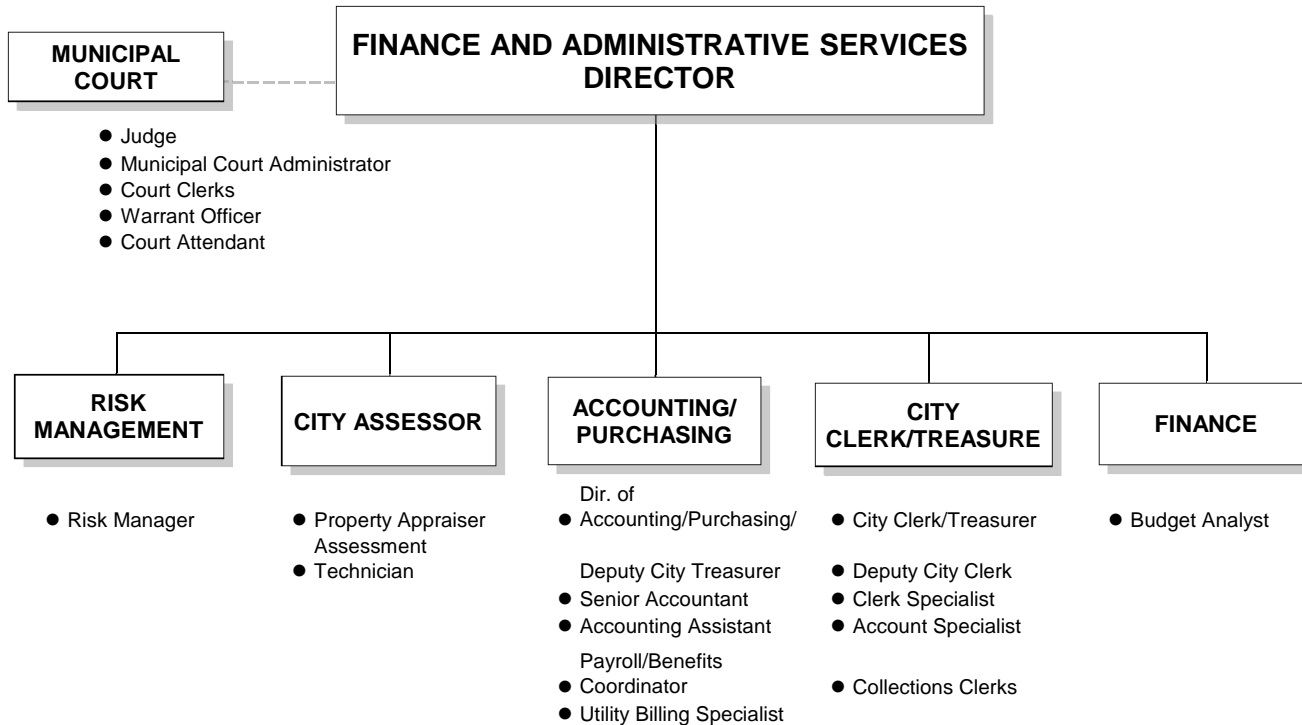 FINANCE AND ADMINISTRATIVE SERVICES
DIRECTOR
MUNICIPAL
COURT
● Judge
● Municipal Court Administrator
● Court Clerks
● Warrant Officer
● Court Attendant
RISK
MANAGEMENT
● Risk Manager
CITY ASSESSOR
● Property Appraiser
Assessment
● Technician
ACCOUNTING/
PURCHASING
Dir. of
● Accounting/Purchasing/
Deputy City Treasurer
● Senior Accountant
● Accounting Assistant
Payroll/Benefits
● Coordinator
● Utility Billing Specialist
CITY
CLERK/TREASURE
● City Clerk/Treasurer
● Deputy City Clerk
● Clerk Specialist
● Account Specialist
● Collections Clerks
FINANCE
● Budget Analyst